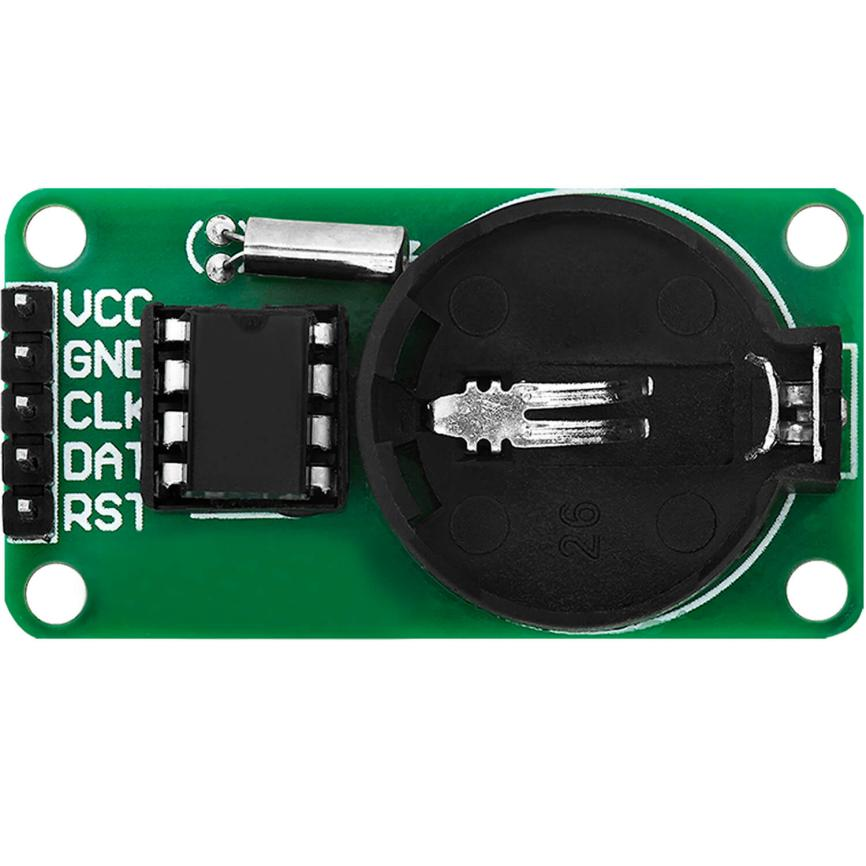 VCC
GND
CLK
DAT
RST
26